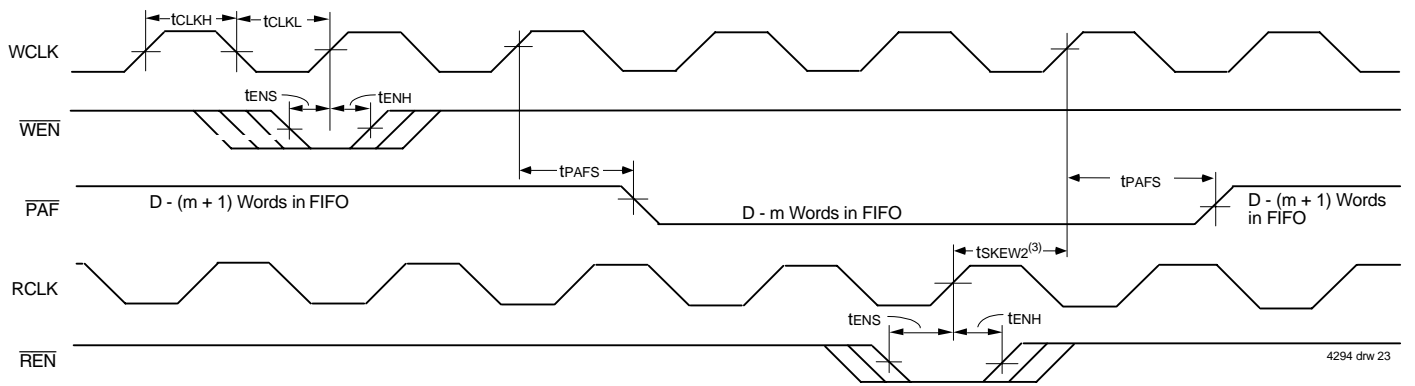 tCLKH
tCLKL
WCLK
tENS
tENH
WEN
tPAFS
tPAFS
PAF
D - (m + 1) Words in FIFO
D - m Words in FIFO
D - (m + 1) Words
in FIFO
tSKEW2(3)
RCLK
tENS
tENH
REN
4294 drw 23